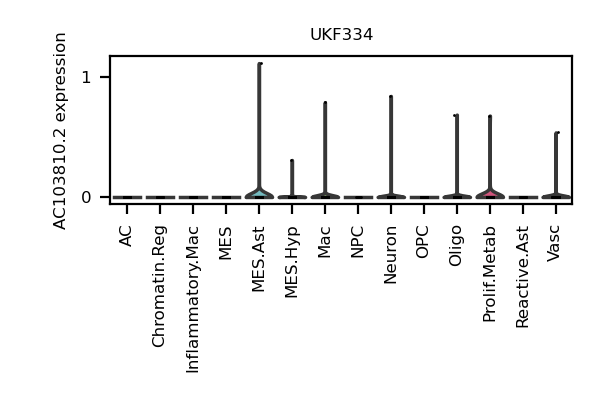 UKF334
AC103810.2 expression
1
0
AC
Chromatin.Reg
Inflammatory.Mac
MES
MES.Ast
MES.Hyp
Mac
NPC
Neuron
OPC
Oligo
Prolif.Metab
Reactive.Ast
Vasc